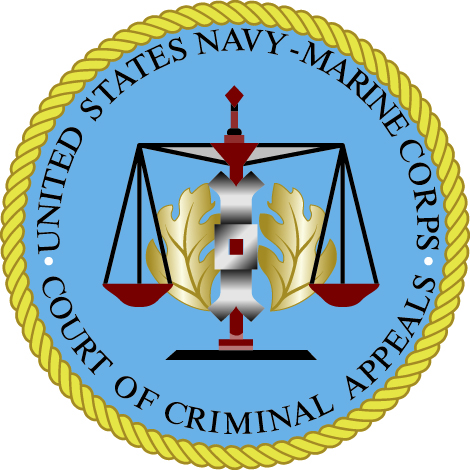 UNITED STATES NAVY-MARINE CORPS
COURT OF CRIMINAL APPEALS